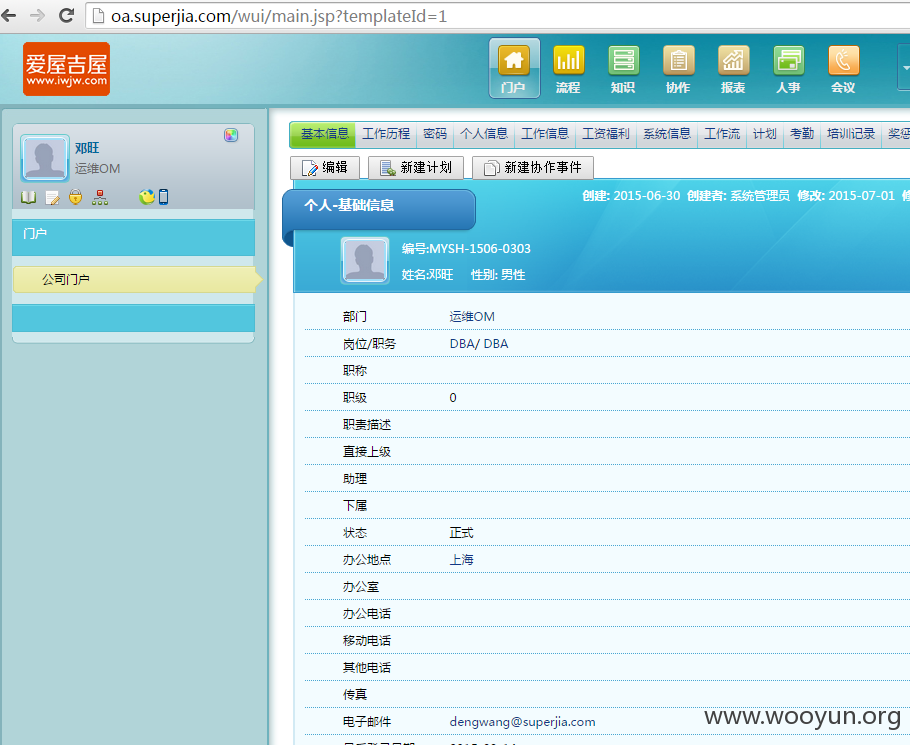 oa.superjia.com/wui/main.jsp?templateId=1
爱屋吉屋
www.iwjw.com
门户 流程 知识 协作 报表 人事 会议
邓旺
运维OM
门户
公司门户
基本信息 工作历程 密码 个人信息 工作信息 工资福利 系统信息 工作流 计划 考勤 培训记录 奖惩
编辑 新建计划 新建协作事件
创建: 2015-06-30 创建者: 系统管理员 修改: 2015-07-01
个人-基础信息
编号:MYSH-1506-0303
姓名:邓旺 性别: 男性
部门 运维OM
岗位/职务 DBA/ DBA
职称
职级 0
职责描述
直接上级
助理
下属
状态 正式
办公地点 上海
办公室
办公电话
移动电话
其他电话
传真
电子邮件 dengwang@superjia.com
www.wooyun.org